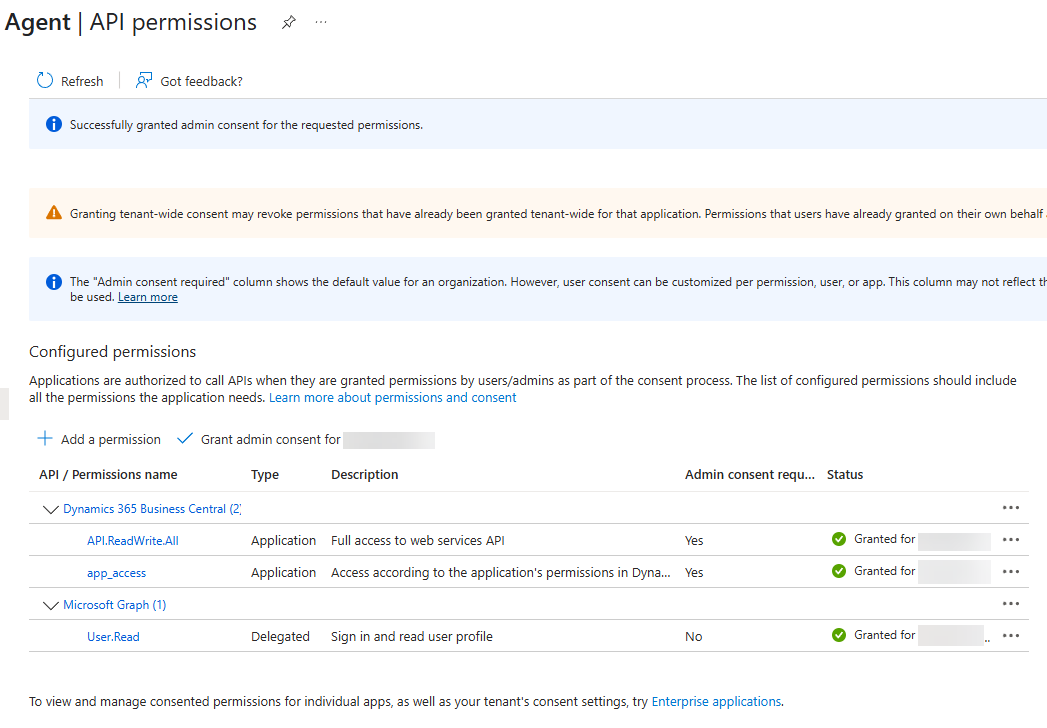 Agent | API permissions
Refresh
Got feedback?
Successfully granted admin consent for the requested permissions.
Granting tenant-wide consent may revoke permissions that have already been granted tenant-wide for that application. Permissions that users have already granted on their own behalf
The "Admin consent required" column shows the default value for an organization. However, user consent can be customized per permission, user, or app. This column may not reflect
be used. Learn more
Configured permissions
Applications are authorized to call APIs when they are granted permissions by users/admins as part of the consent process. The list of configured permissions should include
all the permissions the application needs. Learn more about permissions and consent
Add a permission
Grant admin consent for
API / Permissions name Type Description Admin consent requ... Status
Dynamics 365 Business Central (2)
API.ReadWrite.All Application Full access to web services API Yes Granted for
app_access Application Access according to the application's permissions in Dyna... Yes Granted for
Microsoft Graph (1)
User.Read Delegated Sign in and read user profile No Granted for ..
To view and manage consented permissions for individual apps, as well as your tenant's consent settings, try Enterprise applications.